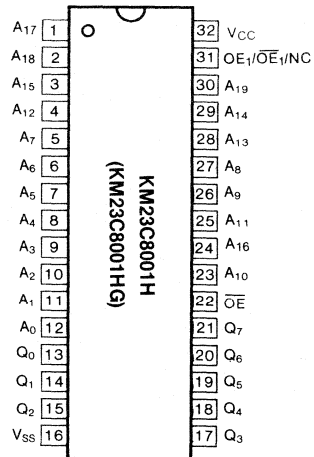 A17 1 32 VCC
A18 2 31 OE1/O̅E̅1/NC
A15 3 30 A19
A12 4 29 A14
A7 5 28 A13
A6 6 27 A8
A5 7 26 A9
A4 8 25 A11
A3 9 24 A16
A2 10 23 A10
A1 11 22 O̅E̅
A0 12 21 Q7
Q0 13 20 Q6
Q1 14 19 Q5
Q2 15 18 Q4
VSS 16 17 Q3
KM23C8001H
(KM23C8001HG)